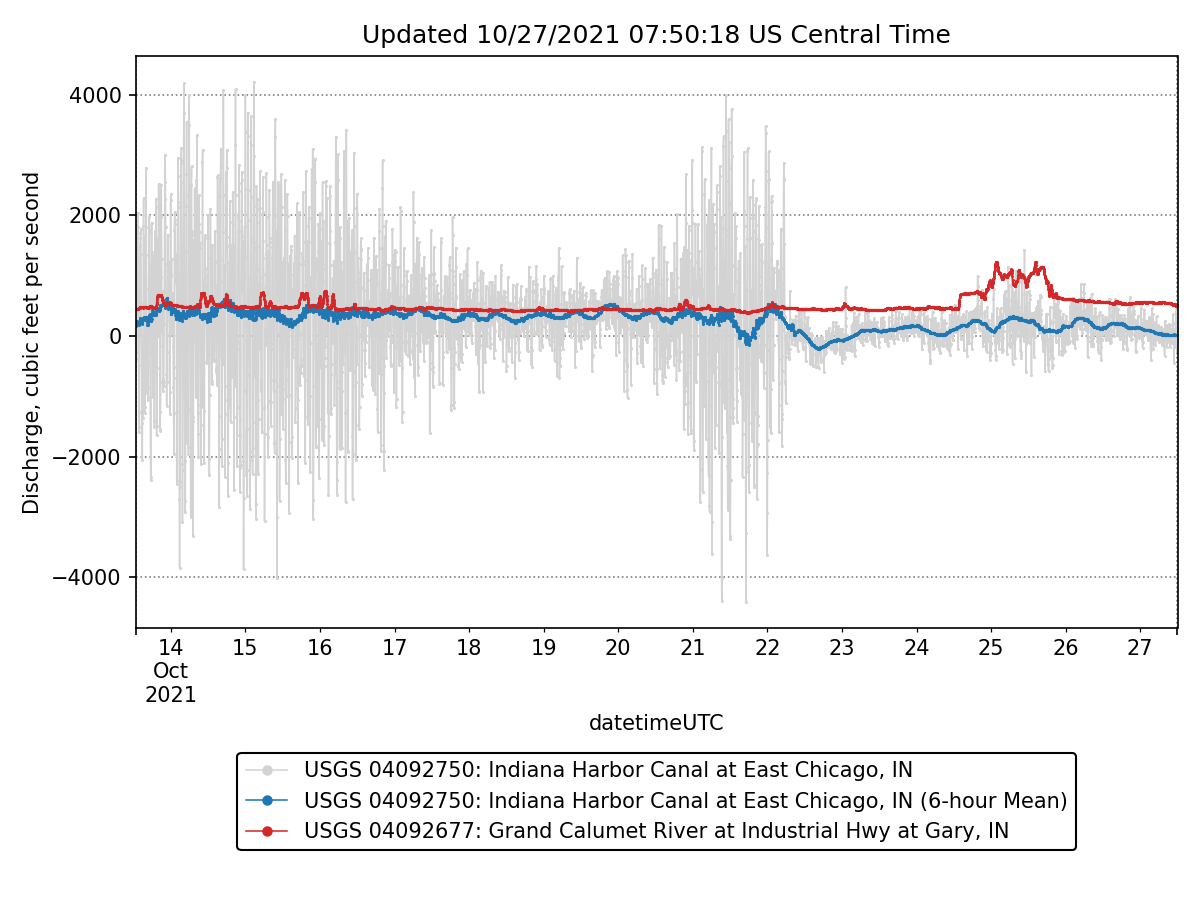 Updated 10/27/2021 07:50:18 US Central Time
4000
2000
0
−2000
−4000
Discharge, cubic feet per second
14 15 16 17 18 19 20 21 22 23 24 25 26 27
Oct
2021
datetimeUTC
USGS 04092750: Indiana Harbor Canal at East Chicago, IN
USGS 04092750: Indiana Harbor Canal at East Chicago, IN (6-hour Mean)
USGS 04092677: Grand Calumet River at Industrial Hwy at Gary, IN